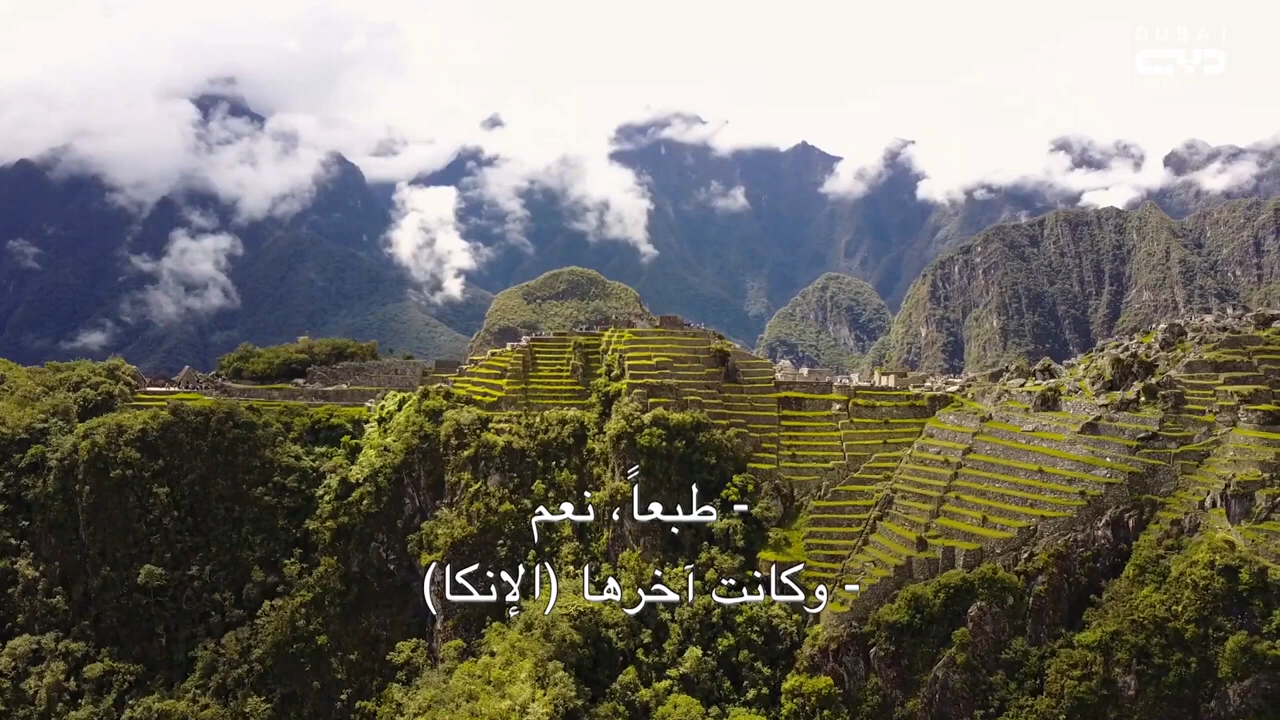 DUBAI
دبي
- طبعاً، نعم
- وكانت آخرها (الإنكا)